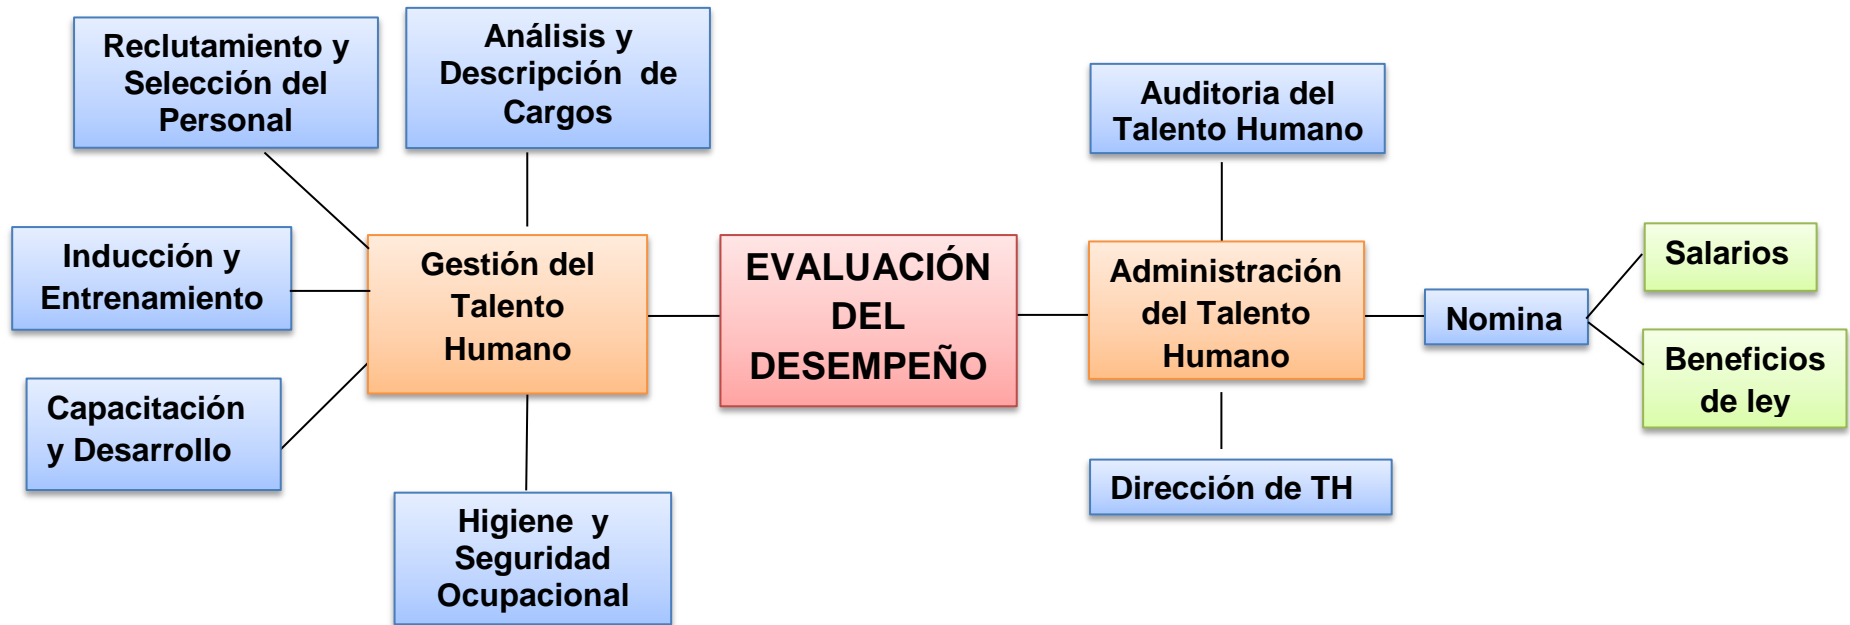 Reclutamiento y
Selección del
Personal
Análisis y
Descripción de
Cargos
Auditoria del
Talento Humano
Inducción y
Entrenamiento
Gestión del
Talento
Humano
EVALUACIÓN
DEL
DESEMPEÑO
Administración
del Talento
Humano
Nomina
Salarios
Beneficios
de ley
Capacitación
y Desarrollo
Dirección de TH
Higiene y
Seguridad
Ocupacional